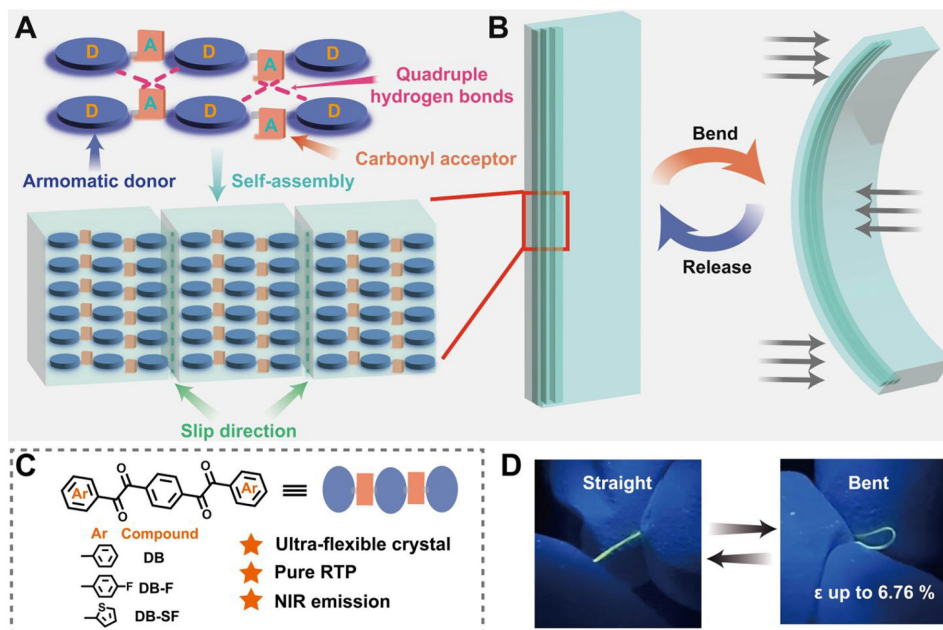 A
D A D A D
D A D A D
Quadruple
hydrogen bonds
Carbonyl acceptor
Armomatic donor
Self-assembly
Slip direction
B
Bend
Release
C
Ar O O O O Ar
Ar Compound
DB
F DB-F
S DB-SF
Ultra-flexible crystal
Pure RTP
NIR emission
D
Straight
Bent
ε up to 6.76 %